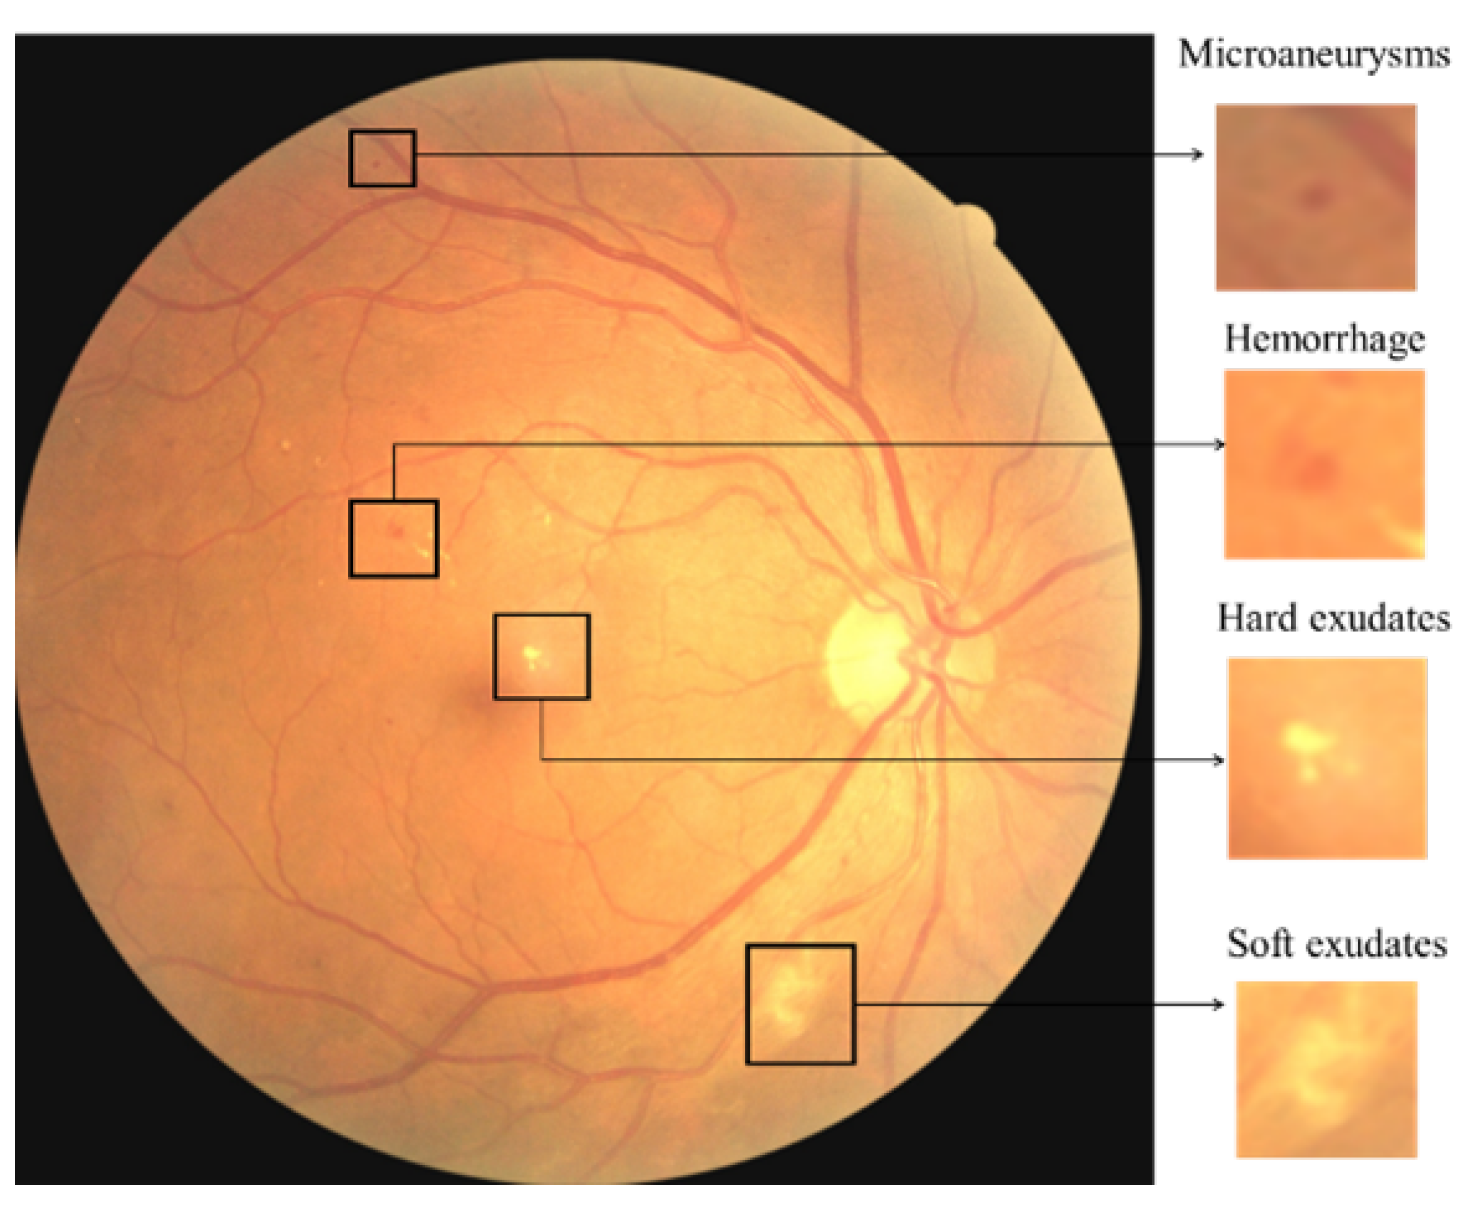 Microaneurysms
Hemorrhage
Hard exudates
Soft exudates